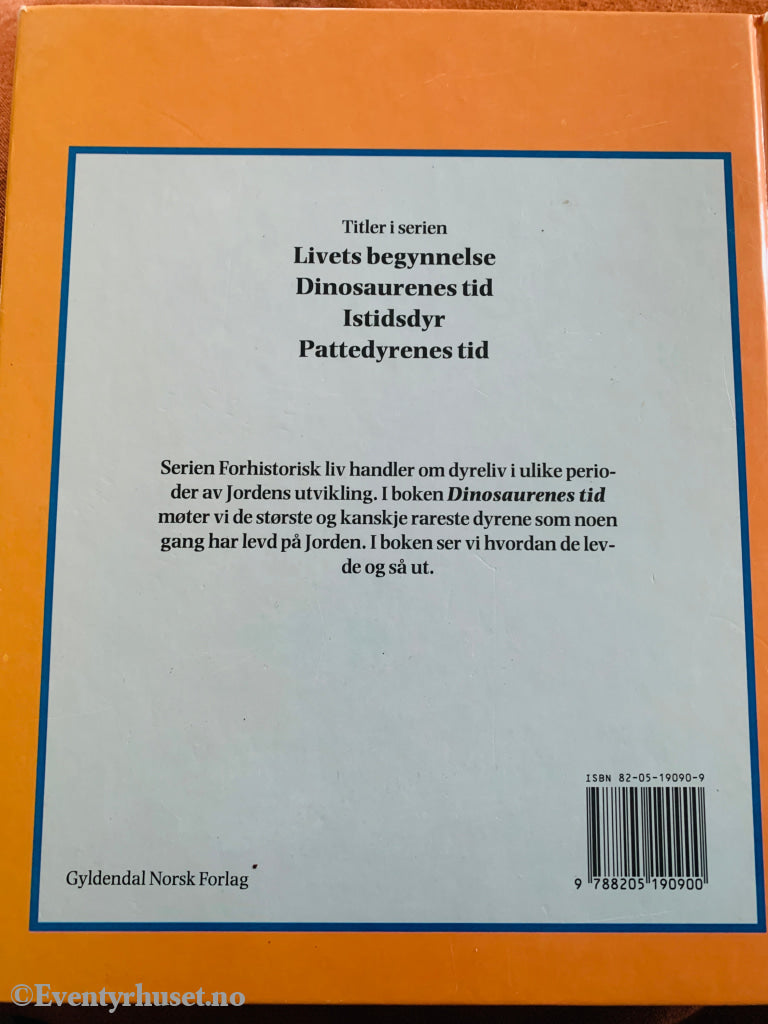 Titler i serien
Livets begynnelse
Dinosaurenes tid
Istidsdyr
Pattedyrenes tid
Serien Forhistorisk liv handler om dyreliv i ulike perio-
der av Jordens utvikling. I boken Dinosaurenes tid
møter vi de største og kanskje rareste dyrene som noen
gang har levd på Jorden. I boken ser vi hvordan de lev-
de og så ut.
ISBN 82-05-19090-9
9 788205 190900
Gyldendal Norsk Forlag
©Eventyrhuset.no